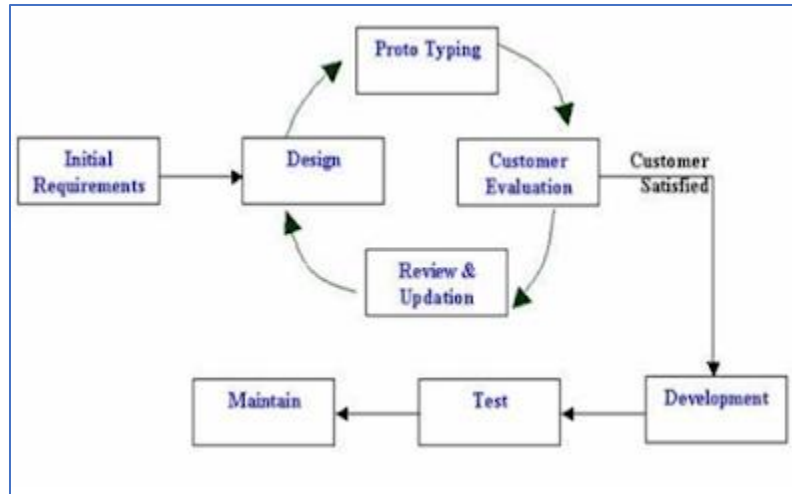 Proto Typing
Initial
Requirements
Design
Customer
Evaluation
Customer
Satisfied
Review &
Updation
Maintain
Test
Development